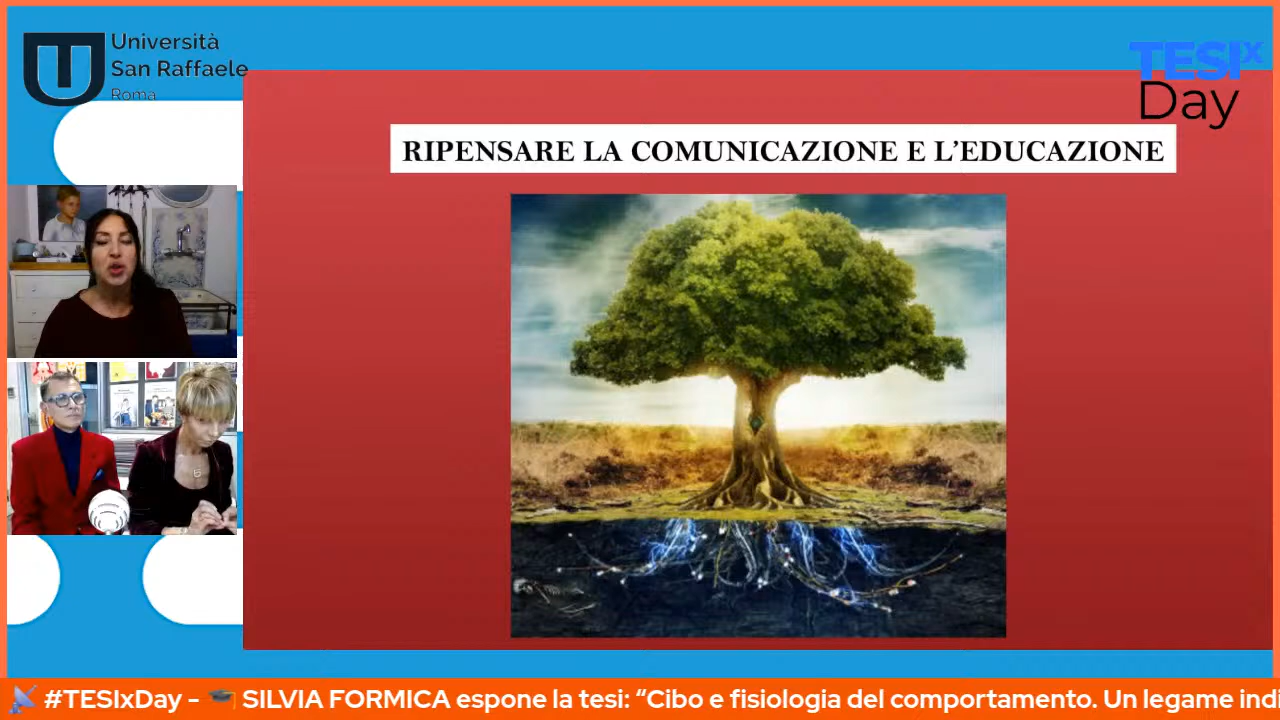 Università
San Raffaele
Roma
TESIx
Day
RIPENSARE LA COMUNICAZIONE E L’EDUCAZIONE
#TESIxDay - SILVIA FORMICA espone la tesi: “Cibo e fisiologia del comportamento. Un legame indi